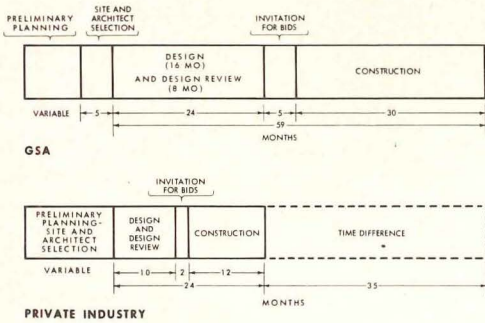 PRELIMINARY
PLANNING
SITE AND
ARCHITECT
SELECTION
INVITATION
FOR BIDS
DESIGN
(16 MO)
AND DESIGN REVIEW
(8 MO)
CONSTRUCTION
VARIABLE
5
24
5
30
59
MONTHS
GSA
INVITATION
FOR BIDS
PRELIMINARY
PLANNING-
SITE AND
ARCHITECT
SELECTION
DESIGN
AND
DESIGN
REVIEW
CONSTRUCTION
TIME DIFFERENCE
VARIABLE
10
2
12
24
35
MONTHS
PRIVATE INDUSTRY